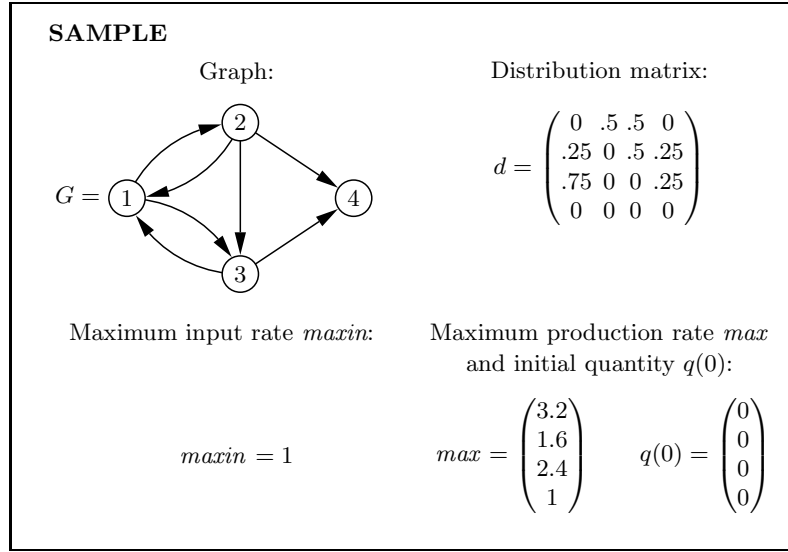 SAMPLE
Graph:
G =
1
2
3
4
Distribution matrix:
d =
0 .5 .5 0
.25 0 .5 .25
.75 0 0 .25
0 0 0 0
Maximum input rate maxin:
maxin = 1
Maximum production rate max
and initial quantity q(0):
max =
3.2
1.6
2.4
1
q(0) =
0
0
0
0